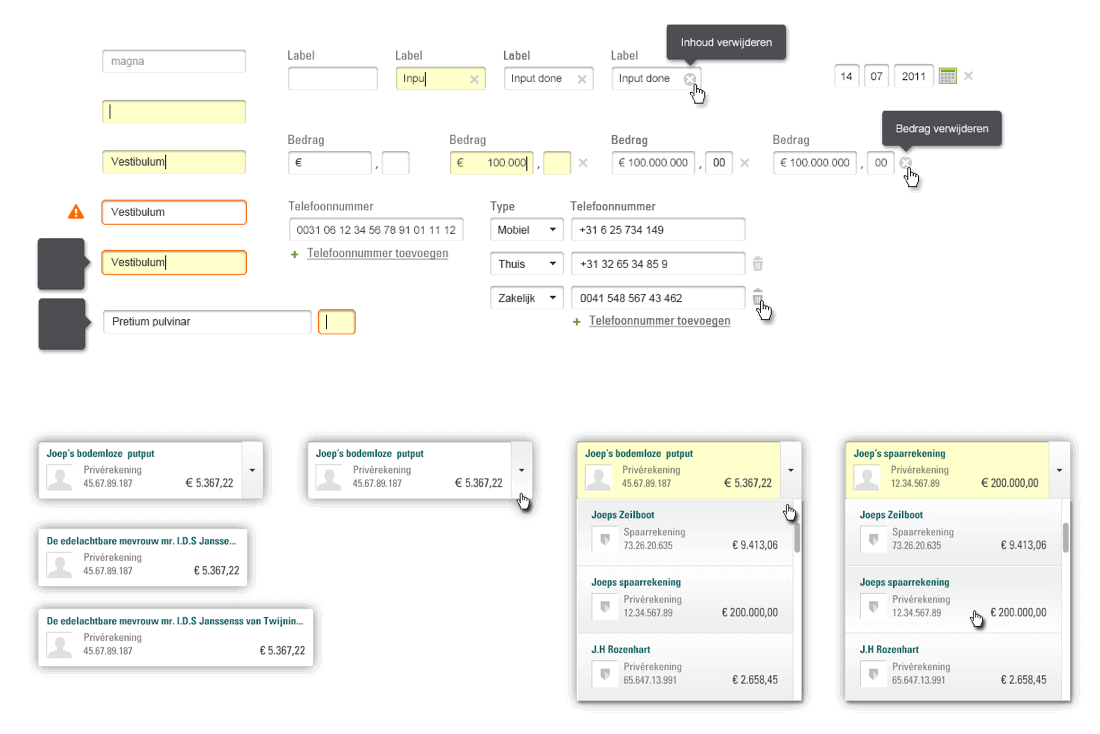 magna
Label
Label
Label
Label
Inhoud verwijderen
Inpu
Input done
Input done
14 07 2011
Bedrag verwijderen
Vestibulum
Bedrag
Bedrag
Bedrag
Bedrag
€ ,
€ 100.000 ,
€ 100.000.000 , 00
€ 100.000.000 , 00
Vestibulum
Telefoonnummer
0031 06 12 34 56 78 91 01 11 12
+ Telefoonnummer toevoegen
Type Telefoonnummer
Mobiel +31 6 25 734 149
Thuis +31 32 65 34 85 9
Zakelijk 0041 548 567 43 462
+ Telefoonnummer toevoegen
Vestibulum
Pretium pulvinar
Joep's bodemloze putput
Privérekening
45.67.89.187 € 5.367,22
Joep's bodemloze putput
Privérekening
45.67.89.187 € 5.367,22
De edelachtbare mevrouw mr. I.D.S Jansse...
Privérekening
45.67.89.187 € 5.367,22
De edelachtbare mevrouw mr. I.D.S Janssenss van Twijnin...
Privérekening
45.67.89.187 € 5.367,22
Joep's bodemloze putput
Privérekening
45.67.89.187 € 5.367,22
Joeps Zeilboot
Spaarrekening
73.26.20.635 € 9.413,06
Joeps spaarrekening
Privérekening
12.34.567.89 € 200.000,00
J.H Rozenhart
Privérekening
65.647.13.991 € 2.658,45
Joep's spaarrekening
Privérekening
12.34.567.89 € 200.000,00
Joeps Zeilboot
Spaarrekening
73.26.20.635 € 9.413,06
Joeps spaarrekening
Privérekening
12.34.567.89 € 200.000,00
J.H Rozenhart
Privérekening
65.647.13.991 € 2.658,45